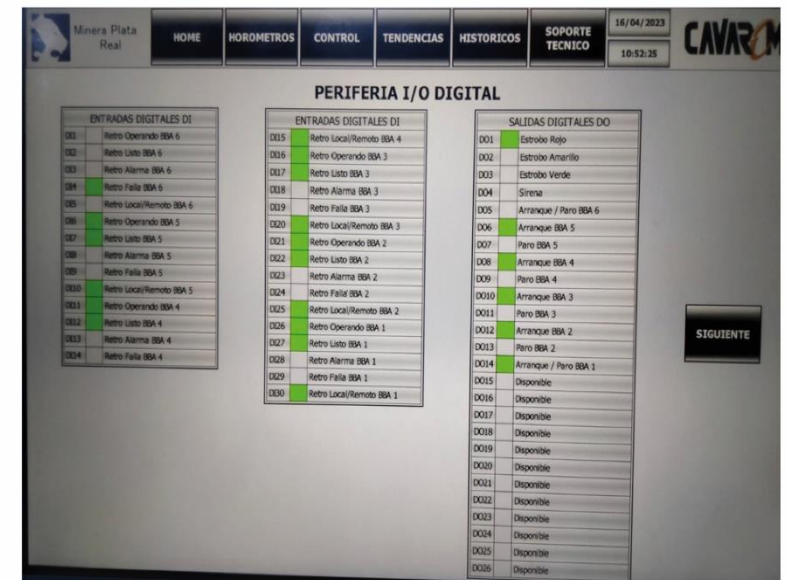 Minera Plata
Real
HOME
HOROMETROS
CONTROL
TENDENCIAS
HISTORICOS
SOPORTE
TECNICO
16/04/2023
10:52:25
CAVAR
PERIFERIA I/O DIGITAL
ENTRADAS DIGITALES DI
DI1 Retro Operando BBA 6
DI2 Retro Listo BBA 6
DI3 Retro Alarma BBA 6
DI4 Retro Falla BBA 6
DI5 Retro Local/Remoto BBA 6
DI6 Retro Operando BBA 5
DI7 Retro Listo BBA 5
DI8 Retro Alarma BBA 5
DI9 Retro Falla BBA 5
DI10 Retro Local/Remoto BBA 5
DI11 Retro Operando BBA 4
DI12 Retro Listo BBA 4
DI13 Retro Alarma BBA 4
DI14 Retro Falla BBA 4
ENTRADAS DIGITALES DI
DI15 Retro Local/Remoto BBA 4
DI16 Retro Operando BBA 3
DI17 Retro Listo BBA 3
DI18 Retro Alarma BBA 3
DI19 Retro Falla BBA 3
DI20 Retro Local/Remoto BBA 3
DI21 Retro Operando BBA 2
DI22 Retro Listo BBA 2
DI23 Retro Alarma BBA 2
DI24 Retro Falla BBA 2
DI25 Retro Local/Remoto BBA 2
DI26 Retro Operando BBA 1
DI27 Retro Listo BBA 1
DI28 Retro Alarma BBA 1
DI29 Retro Falla BBA 1
DI30 Retro Local/Remoto BBA 1
SALIDAS DIGITALES DO
DO1 Estrobo Rojo
DO2 Estrobo Amarillo
DO3 Estrobo Verde
DO4 Sirena
DO5 Arranque / Paro BBA 6
DO6 Arranque BBA 5
DO7 Paro BBA 5
DO8 Arranque BBA 4
DO9 Paro BBA 4
DO10 Arranque BBA 3
DO11 Paro BBA 3
DO12 Arranque BBA 2
DO13 Paro BBA 2
DO14 Arranque / Paro BBA 1
DO15 Disponible
DO16 Disponible
DO17 Disponible
DO18 Disponible
DO19 Disponible
DO20 Disponible
DO21 Disponible
DO22 Disponible
DO23 Disponible
DO24 Disponible
DO25 Disponible
DO26 Disponible
SIGUIENTE